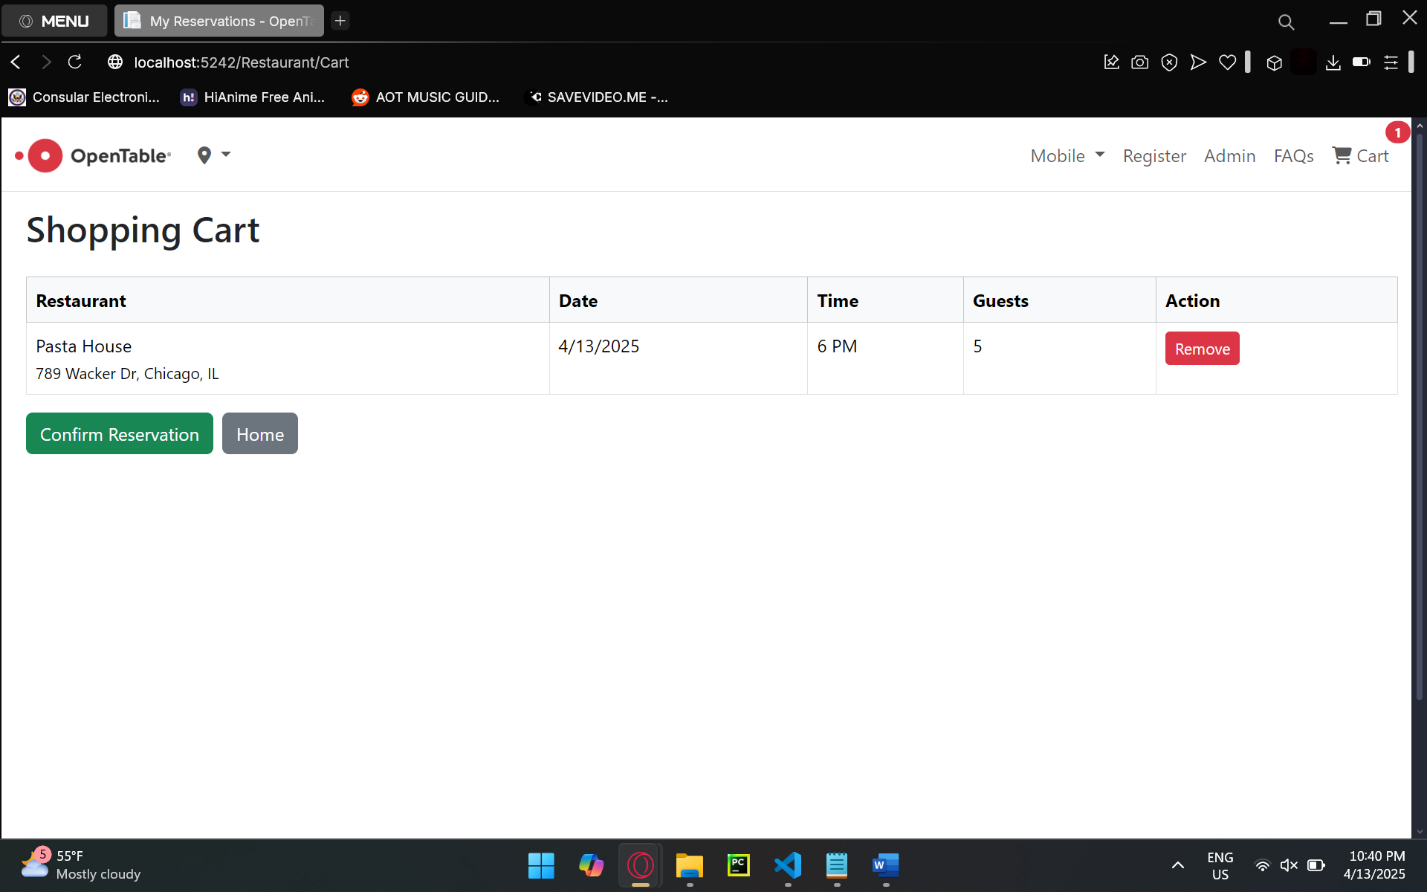 MENU
My Reservations - OpenTa
localhost:5242/Restaurant/Cart
Consular Electroni...
h! HiAnime Free Ani...
AOT MUSIC GUID...
SAVEVIDEO.ME -...
OpenTable
Mobile
Register
Admin
FAQs
Cart
1
Shopping Cart
Restaurant Date Time Guests Action
Pasta House 4/13/2025 6 PM 5 Remove
789 Wacker Dr, Chicago, IL
Confirm Reservation Home
5
55°F
Mostly cloudy
PC
W
ENG
US
10:40 PM
4/13/2025